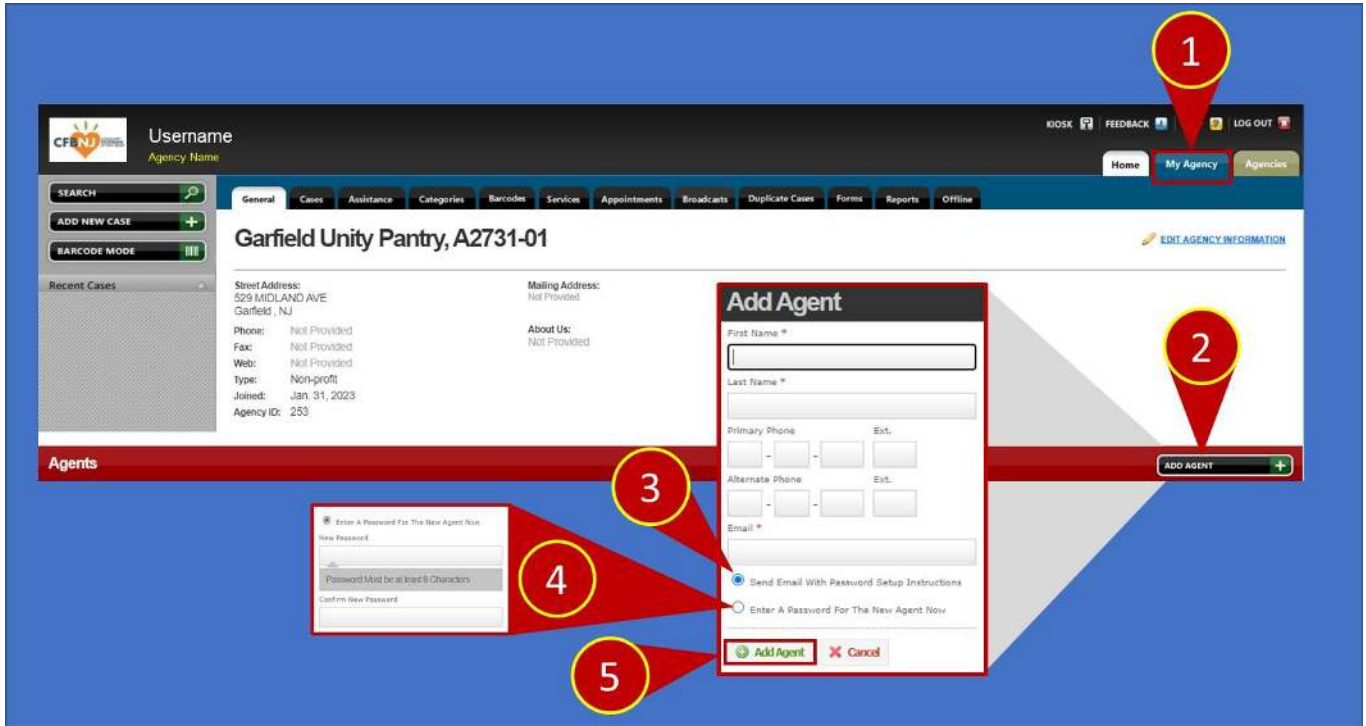 1
CFBNJ
Username
Agency Name
KIOSK FEEDBACK LOG OUT
Home My Agency Agencies
SEARCH
ADD NEW CASE
BARCODE MODE
Recent Cases
General Cases Assistance Categories Barcodes Services Appointments Broadcasts Duplicate Cases Forms Reports Offline
Garfield Unity Pantry, A2731-01
EDIT AGENCY INFORMATION
Street Address:
529 MIDLAND AVE
Garfield , NJ
Phone: Not Provided
Fax: Not Provided
Web: Not Provided
Type: Non-profit
Joined: Jan. 31, 2023
Agency ID: 253
Mailing Address:
Not Provided
About Us:
Not Provided
2
Agents
ADD AGENT
Add Agent
First Name *
Last Name *
Primary Phone Ext.
- -
Alternate Phone Ext.
- -
Email *
3
Send Email With Password Setup Instructions
Enter A Password For The New Agent Now
Add Agent Cancel
4
Enter A Password For The New Agent Now
New Password
Password Must be at least 8 Characters
Confirm New Password
5